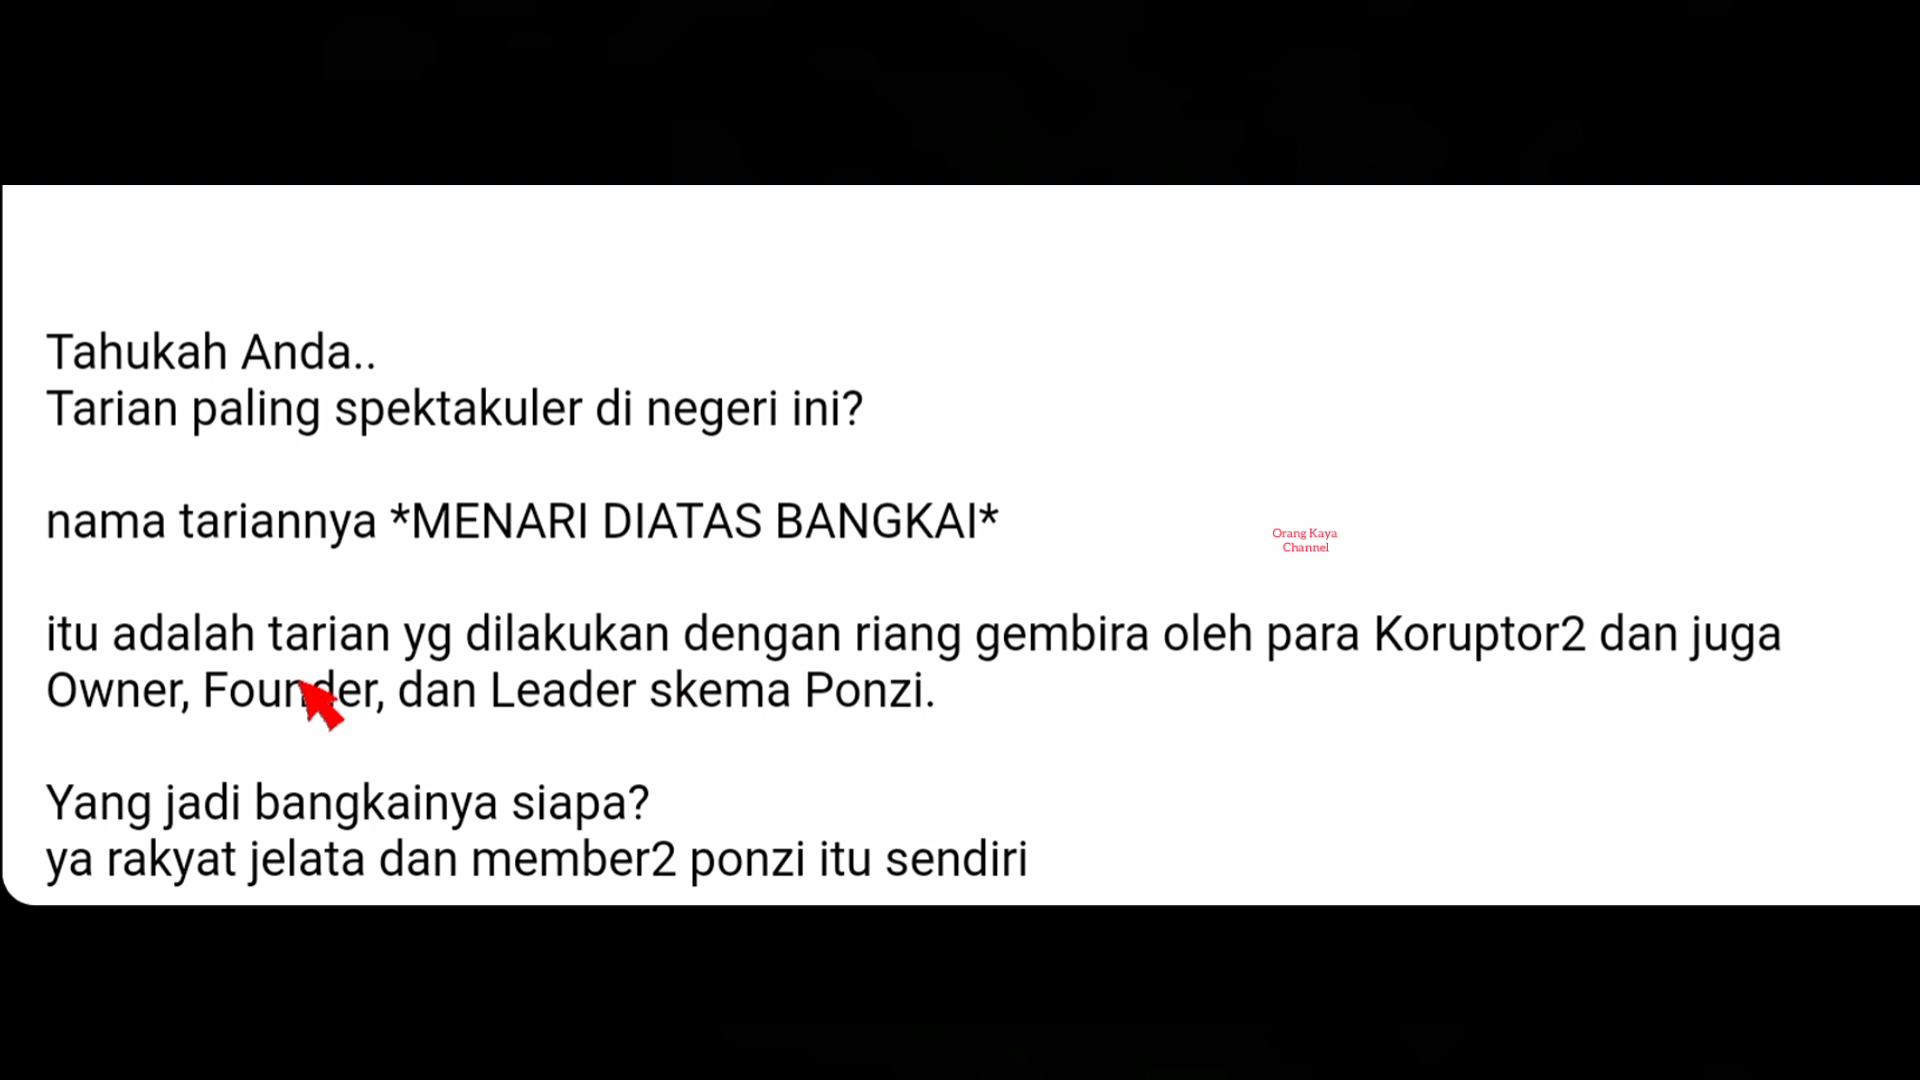 Tahukah Anda..
Tarian paling spektakuler di negeri ini?
nama tariannya *MENARI DIATAS BANGKAI*
Orang Kaya
Channel
itu adalah tarian yg dilakukan dengan riang gembira oleh para Koruptor2 dan juga
Owner, Founder, dan Leader skema Ponzi.
Yang jadi bangkainya siapa?
ya rakyat jelata dan member2 ponzi itu sendiri